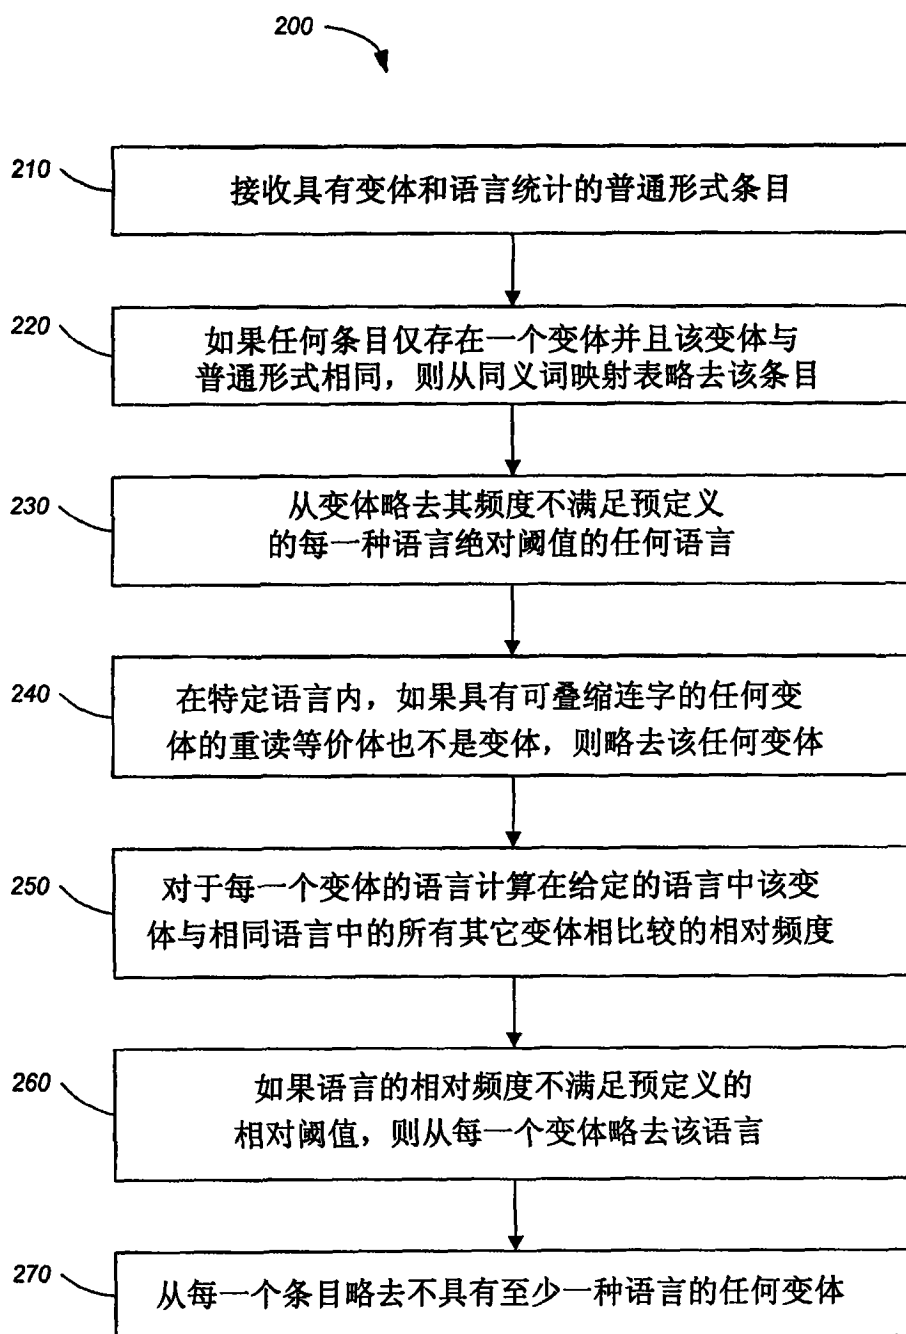 200
210
接收具有变体和语言统计的普通形式条目
220
如果任何条目仅存在一个变体并且该变体与
普通形式相同，则从同义词映射表略去该条目
230
从变体略去其频度不满足预定义
的每一种语言绝对阈值的任何语言
240
在特定语言内，如果具有可叠缩连字的任何变
体的重读等价体也不是变体，则略去该任何变体
250
对于每一个变体的语言计算在给定的语言中该变
体与相同语言中的所有其它变体相比较的相对频度
260
如果语言的相对频度不满足预定义的
相对阈值，则从每一个变体略去该语言
270
从每一个条目略去不具有至少一种语言的任何变体